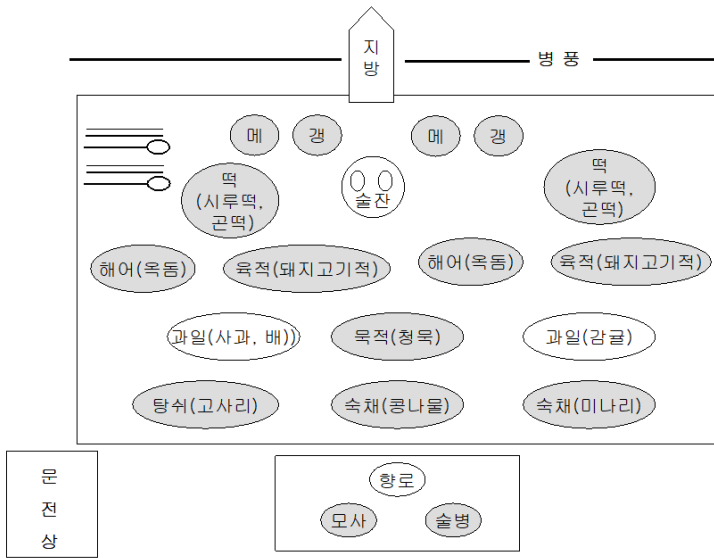 지
방
병 풍
메
갱
메
갱
떡
(시루떡,
곤떡)
술잔
떡
(시루떡,
곤떡)
해어(옥돔)
육적(돼지고기적)
해어(옥돔)
육적(돼지고기적)
과일(사과, 배))
묵적(청묵)
과일(감귤)
탕쉬(고사리)
숙채(콩나물)
숙채(미나리)
문
전
상
향로
모사
술병